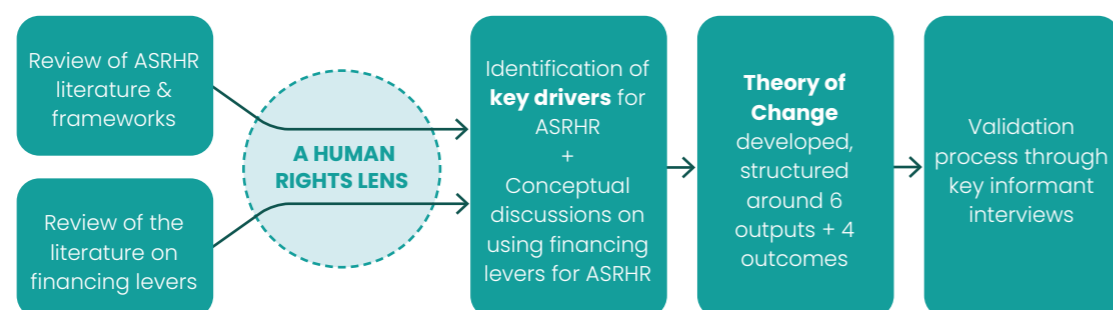 Review of ASRHR
literature &
frameworks
Review of the
literature on
financing levers
A HUMAN
RIGHTS LENS
Identification of
key drivers for
ASRHR
+
Conceptual
discussions on
using financing
levers for ASRHR
Theory of
Change
developed,
structured
around 6
outputs + 4
outcomes
Validation
process through
key informant
interviews